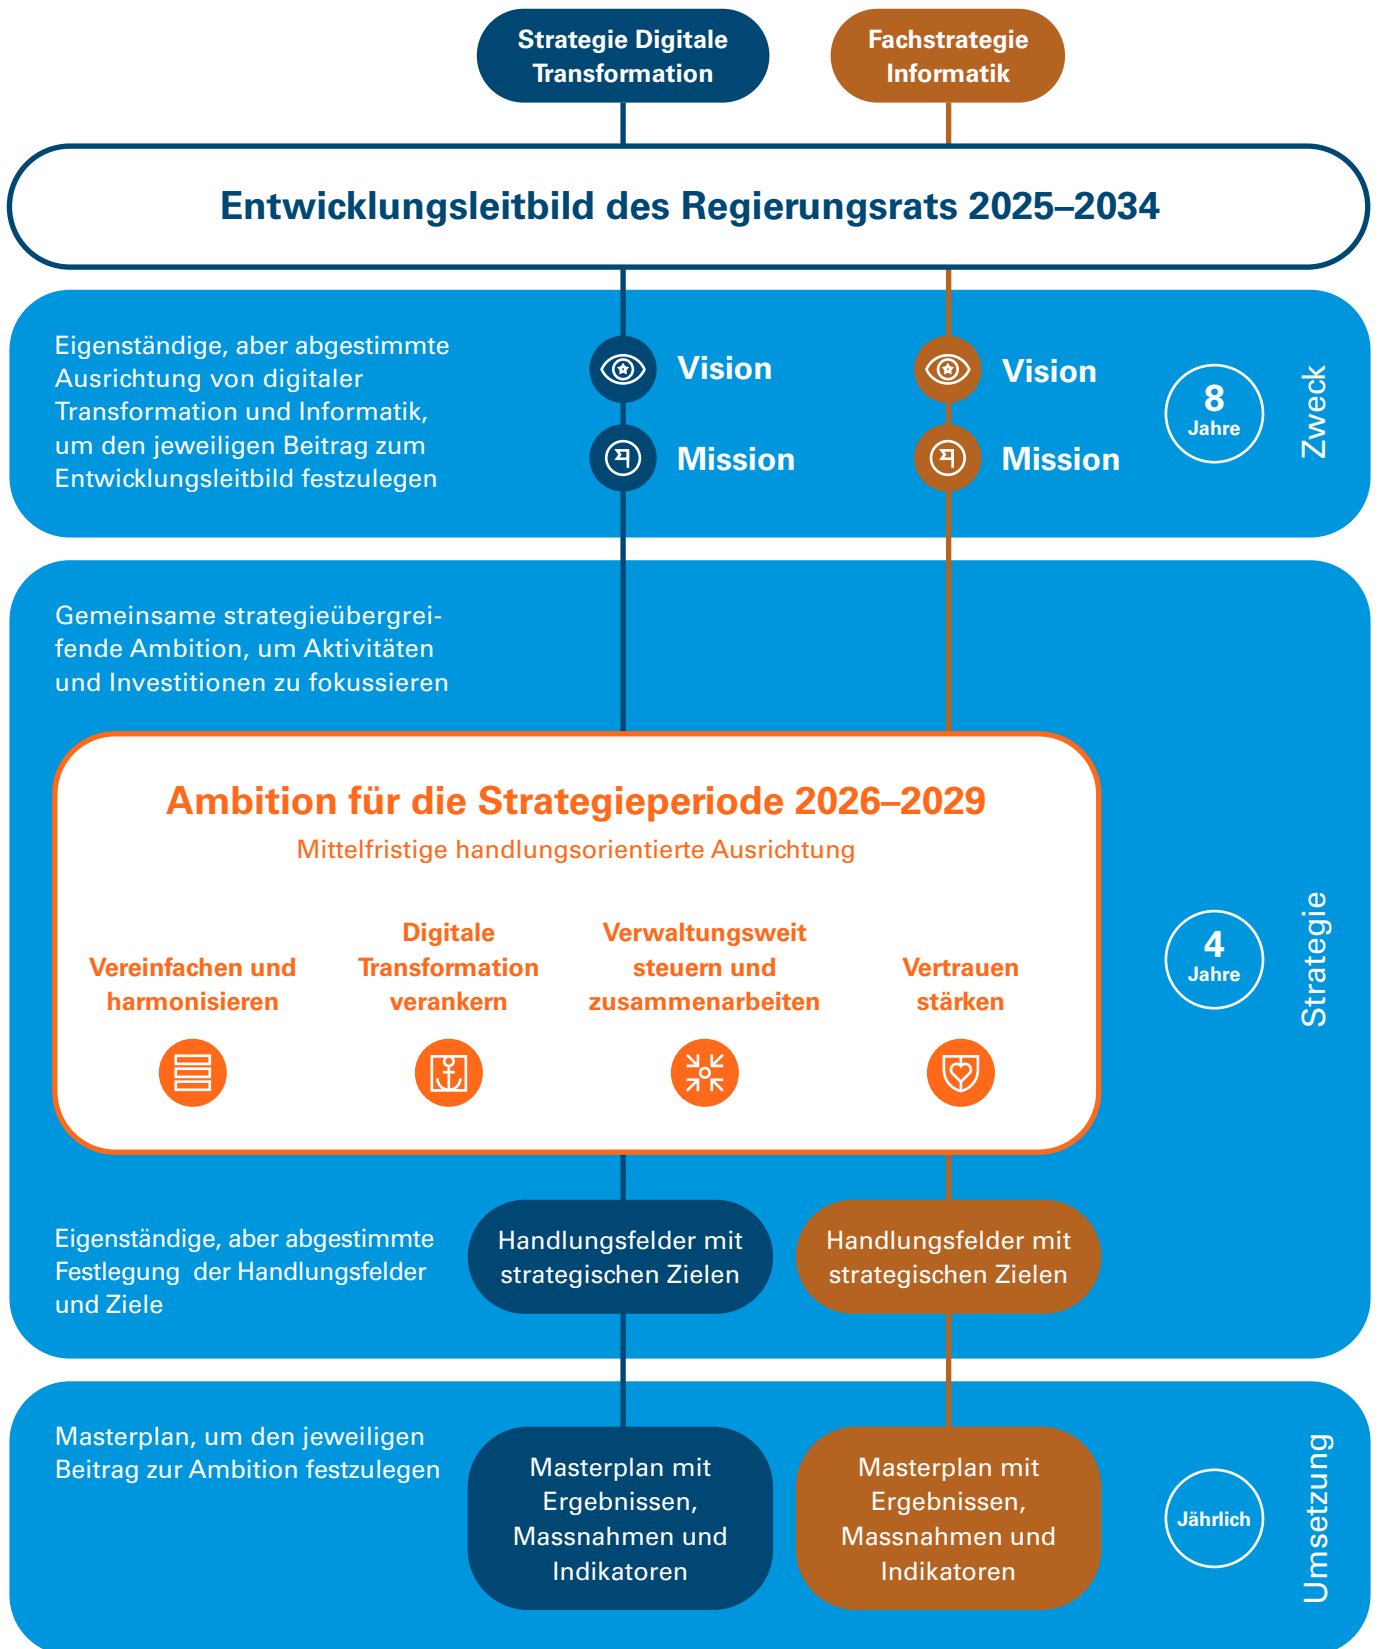 Strategie Digitale
Transformation
Fachstrategie
Informatik
Entwicklungsleitbild des Regierungsrats 2025–2034
Eigenständige, aber abgestimmte
Ausrichtung von digitaler
Transformation und Informatik,
um den jeweiligen Beitrag zum
Entwicklungsleitbild festzulegen
Vision
Mission
Vision
Mission
8
Jahre
Zweck
Gemeinsame strategieübergrei-
fende Ambition, um Aktivitäten
und Investitionen zu fokussieren
Ambition für die Strategieperiode 2026–2029
Mittelfristige handlungsorientierte Ausrichtung
Vereinfachen und
harmonisieren
Digitale
Transformation
verankern
Verwaltungsweit
steuern und
zusammenarbeiten
Vertrauen
stärken
4
Jahre
Strategie
Eigenständige, aber abgestimmte
Festlegung der Handlungsfelder
und Ziele
Handlungsfelder mit
strategischen Zielen
Handlungsfelder mit
strategischen Zielen
Masterplan, um den jeweiligen
Beitrag zur Ambition festzulegen
Masterplan mit
Ergebnissen,
Massnahmen und
Indikatoren
Masterplan mit
Ergebnissen,
Massnahmen und
Indikatoren
Jährlich
Umsetzung